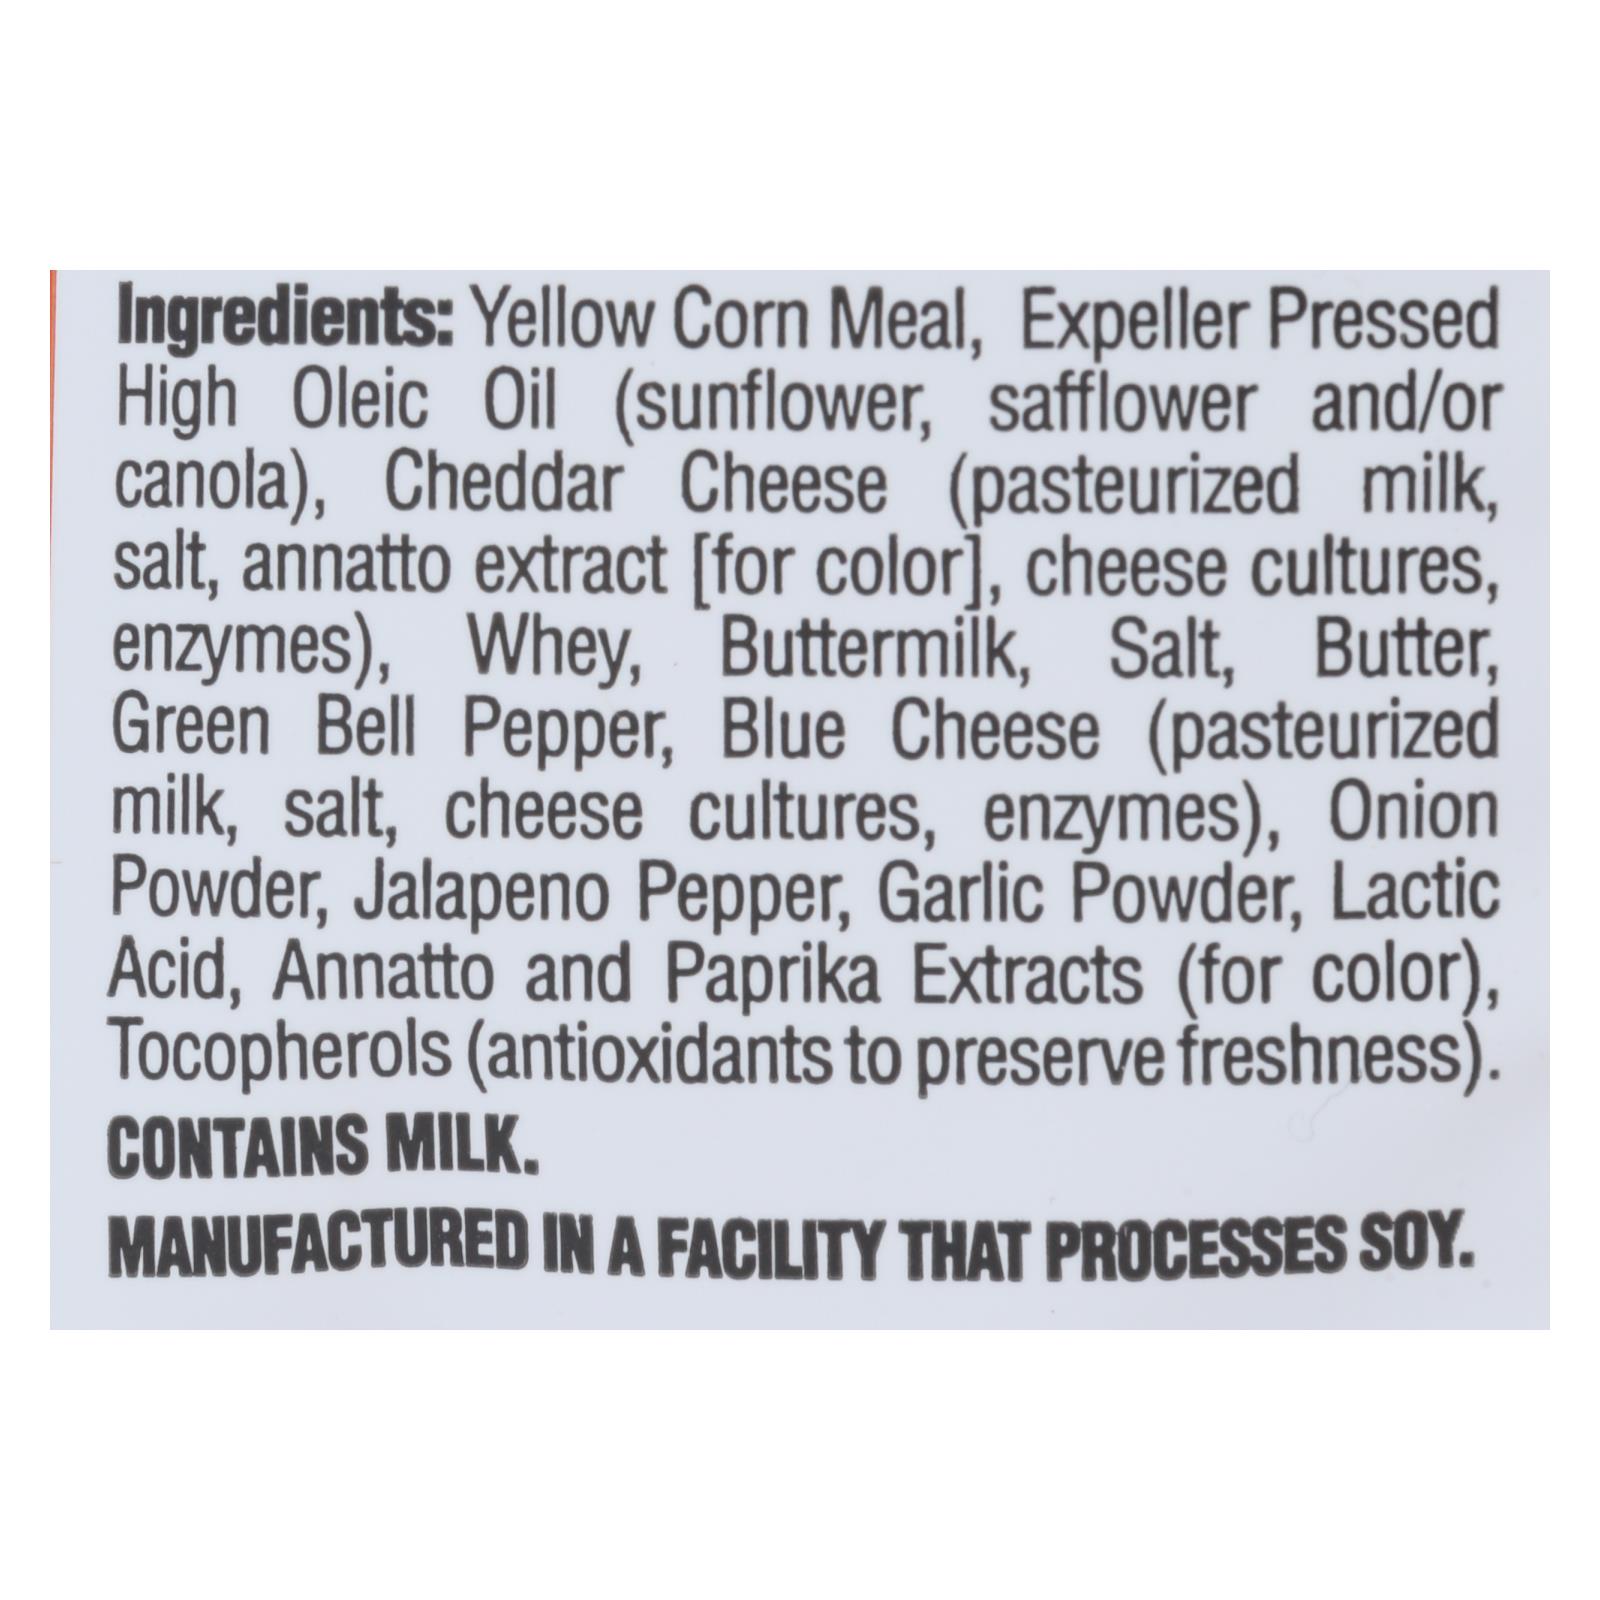 Ingredients: Yellow Corn Meal, Expeller Pressed
High Oleic Oil (sunflower, safflower and/or
canola), Cheddar Cheese (pasteurized milk,
salt, annatto extract [for color], cheese cultures,
enzymes), Whey, Buttermilk, Salt, Butter,
Green Bell Pepper, Blue Cheese (pasteurized
milk, salt, cheese cultures, enzymes), Onion
Powder, Jalapeno Pepper, Garlic Powder, Lactic
Acid, Annatto and Paprika Extracts (for color),
Tocopherols (antioxidants to preserve freshness).
CONTAINS MILK.
MANUFACTURED IN A FACILITY THAT PROCESSES SOY.